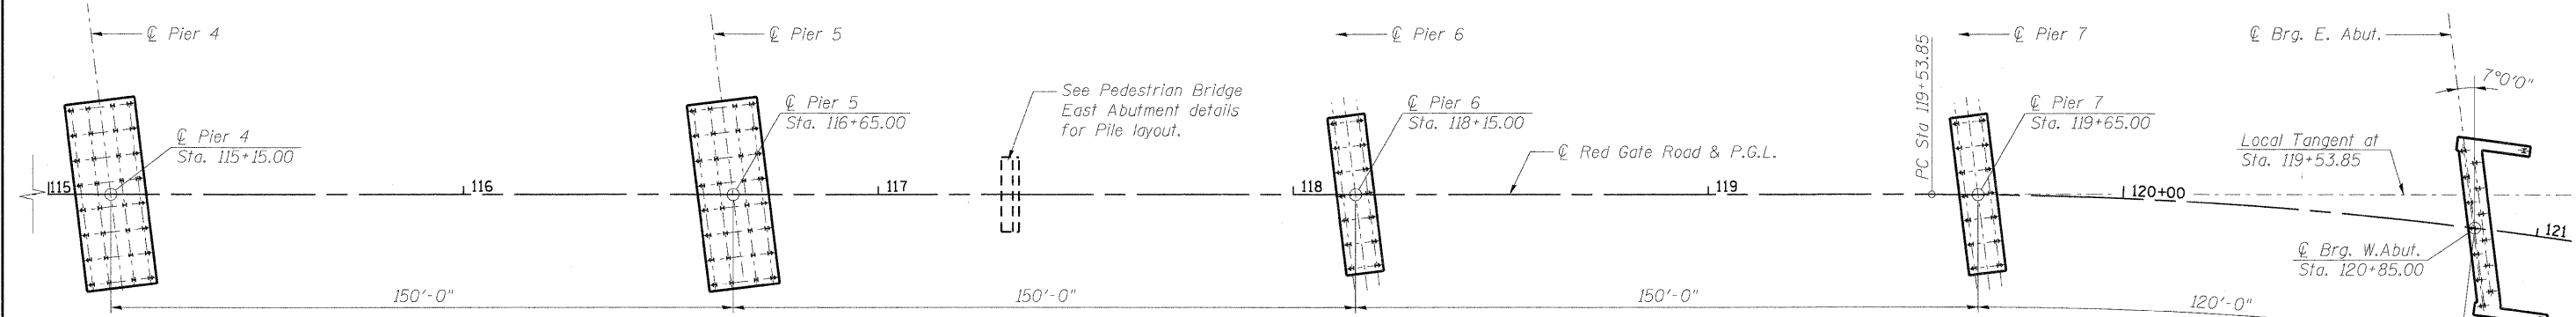 ℄ Pier 4
℄ Pier 5
℄ Pier 6
℄ Pier 7
℄ Brg. E. Abut.
PC Sta 119+53.85
7°0'0"
See Pedestrian Bridge
East Abutment details
for Pile layout.
℄ Pier 4
Sta. 115+15.00
℄ Pier 5
Sta. 116+65.00
℄ Pier 6
Sta. 118+15.00
℄ Pier 7
Sta. 119+65.00
℄ Red Gate Road & P.G.L.
Local Tangent at
Sta. 119+53.85
115
116
117
118
119
120+00
121
℄ Brg. W.Abut.
Sta. 120+85.00
150'-0"
150'-0"
150'-0"
120'-0"